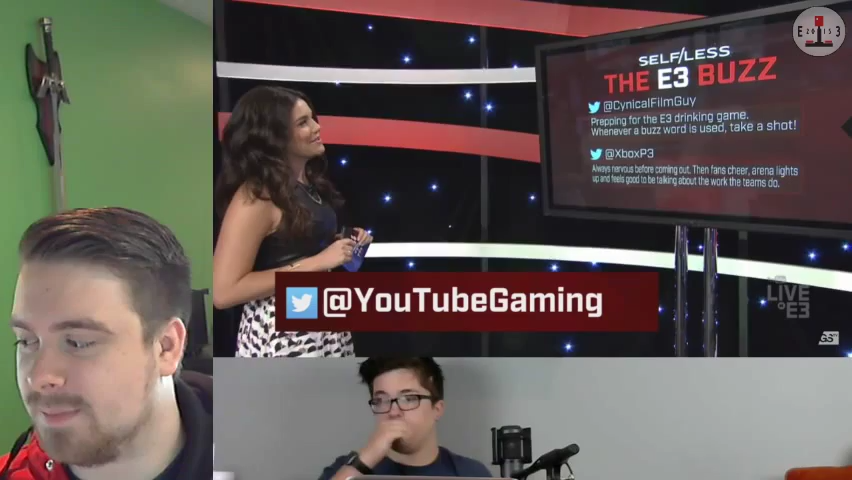 E 2015 3
SELF/LESS
THE E3 BUZZ
@CynicalFilmGuy
Prepping for the E3 drinking game.
Whenever a buzz word is used, take a shot!
@XboxP3
Always nervous before coming out. Then fans cheer, arena lights
up and feels good to be talking about the work the teams do.
@YouTubeGaming
LIVE
E3
GS